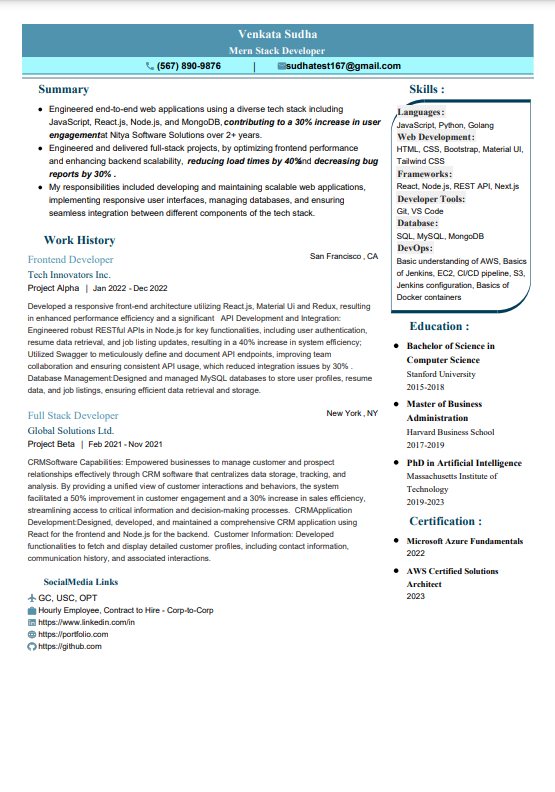 Venkata Sudha
Mern Stack Developer
(567) 890-9876 | sudhatest167@gmail.com
Summary
Engineered end-to-end web applications using a diverse tech stack including
JavaScript, React.js, Node.js, and MongoDB, contributing to a 30% increase in user
engagementat Nitya Software Solutions over 2+ years.
Engineered and delivered full-stack projects, by optimizing frontend performance
and enhancing backend scalability, reducing load times by 40%and decreasing bug
reports by 30% .
My responsibilities included developing and maintaining scalable web applications,
implementing responsive user interfaces, managing databases, and ensuring
seamless integration between different components of the tech stack.
Work History
Frontend Developer San Francisco , CA
Tech Innovators Inc.
Project Alpha | Jan 2022 - Dec 2022
Developed a responsive front-end architecture utilizing React.js, Material Ui and Redux, resulting
in enhanced performance efficiency and a significant API Development and Integration:
Engineered robust RESTful APIs in Node.js for key functionalities, including user authentication,
resume data retrieval, and job listing updates, resulting in a 40% increase in system efficiency;
Utilized Swagger to meticulously define and document API endpoints, improving team
collaboration and ensuring consistent API usage, which reduced integration issues by 30% .
Database Management:Designed and managed MySQL databases to store user profiles, resume
data, and job listings, ensuring efficient data retrieval and storage.
Full Stack Developer New York , NY
Global Solutions Ltd.
Project Beta | Feb 2021 - Nov 2021
CRMSoftware Capabilities: Empowered businesses to manage customer and prospect
relationships effectively through CRM software that centralizes data storage, tracking, and
analysis. By providing a unified view of customer interactions and behaviors, the system
facilitated a 50% improvement in customer engagement and a 30% increase in sales efficiency,
streamlining access to critical information and decision-making processes. CRMApplication
Development:Designed, developed, and maintained a comprehensive CRM application using
React for the frontend and Node.js for the backend. Customer Information: Developed
functionalities to fetch and display detailed customer profiles, including contact information,
communication history, and associated interactions.
SocialMedia Links
GC, USC, OPT
Hourly Employee, Contract to Hire - Corp-to-Corp
https://www.linkedin.com/in
https://portfolio.com
https://github.com
Skills :
Languages:
JavaScript, Python, Golang
Web Development:
HTML, CSS, Bootstrap, Material UI,
Tailwind CSS
Frameworks:
React, Node.js, REST API, Next.js
Developer Tools:
Git, VS Code
Database:
SQL, MySQL, MongoDB
DevOps:
Basic understanding of AWS, Basics
of Jenkins, EC2, CI/CD pipeline, S3,
Jenkins configuration, Basics of
Docker containers
Education :
Bachelor of Science in
Computer Science
Stanford University
2015-2018
Master of Business
Administration
Harvard Business School
2017-2019
PhD in Artificial Intelligence
Massachusetts Institute of
Technology
2019-2023
Certification :
Microsoft Azure Fundamentals
2022
AWS Certified Solutions
Architect
2023